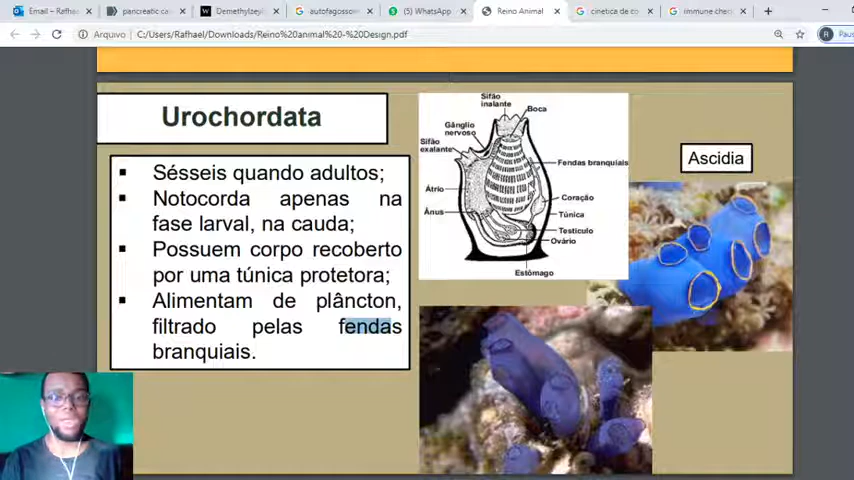 Email – Rafhae
pancreatic ca
Demethylzeyl
autofagossom
(5) WhatsApp
Reino Animal
cinetica de co
immune chec
Arquivo
C:/Users/Rafhael/Downloads/Reino%20animal%20-%20Design.pdf
R
Paus
Urochordata
Sésseis quando adultos;
Notocorda apenas na
fase larval, na cauda;
Possuem corpo recoberto
por uma túnica protetora;
Alimentam de plâncton,
filtrado pelas fendas
branquiais.
Sifão
inalante
Boca
Gânglio
nervoso
Sifão
exalante
Fendas branquiais
Átrio
Coração
Ânus
Túnica
Testículo
Ovário
Estômago
Ascidia